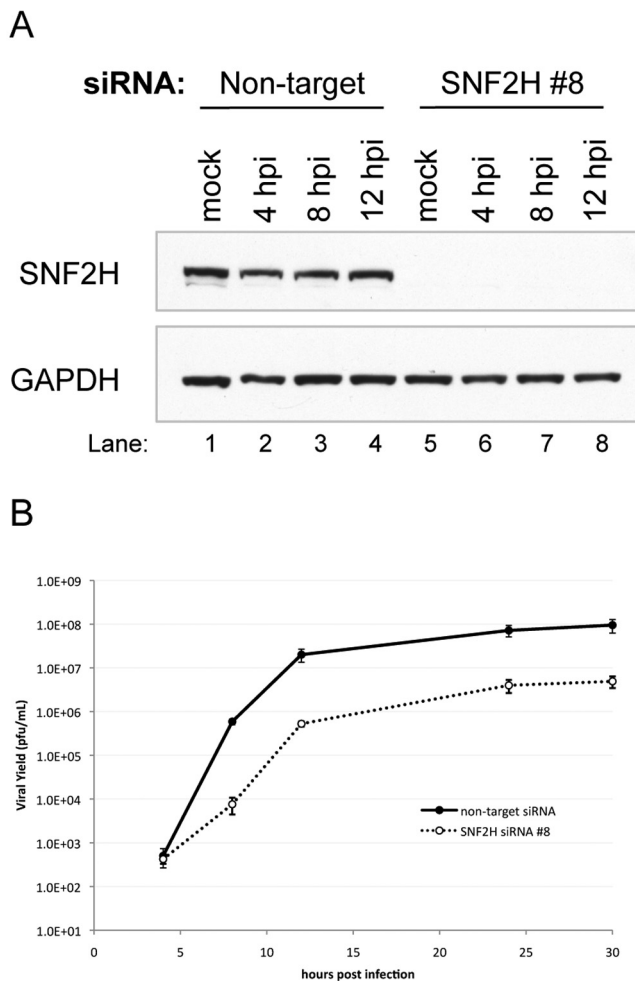 A
siRNA: Non-target SNF2H #8
mock 4 hpi 8 hpi 12 hpi mock 4 hpi 8 hpi 12 hpi
SNF2H
GAPDH
Lane: 1 2 3 4 5 6 7 8
B
1.0E+09
1.0E+08
1.0E+07
1.0E+06
1.0E+05
1.0E+04
1.0E+03
1.0E+02
1.0E+01
Viral Yield (pfu/mL)
non-target siRNA
SNF2H siRNA #8
0 5 10 15 20 25 30
hours post infection